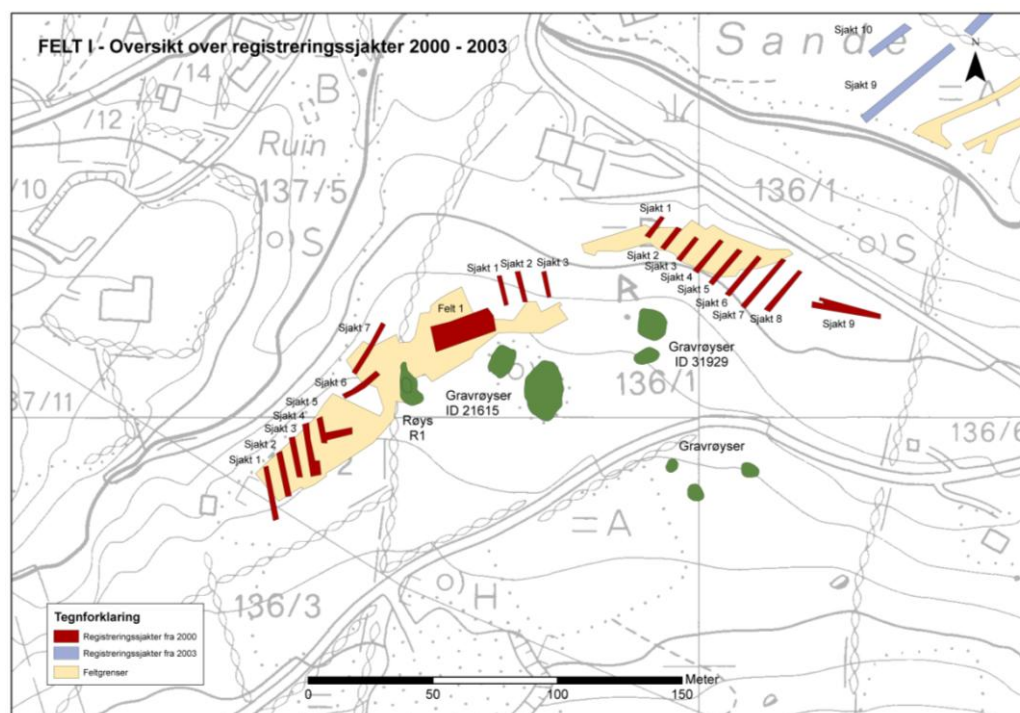 FELT I - Oversikt over registreringssjakter 2000 - 2003
Sande
Sjakt 10
N
Sjakt 9
= A
A
/14
B
/12
Ruin
137/5
/10
S
136/1
S
Sjakt 1
Sjakt 2
Sjakt 3
Sjakt 4
Sjakt 5
Sjakt 6
Sjakt 7
Sjakt 8
Sjakt 9
Sjakt 1
Sjakt 2
Sjakt 3
Felt 1
Sjakt 7
Sjakt 6
Sjakt 5
Sjakt 4
Sjakt 3
Sjakt 2
Sjakt 1
Gravrøyser
ID 31929
136/1
Gravrøyser
ID 21615
Røys
R1
37/11
2
Gravrøyser
136/6
= A
H
136/3
Tegnforklaring
Registreringssjakter fra 2000
Registreringssjakter fra 2003
Feltgrenser
Meter
0
50
100
150